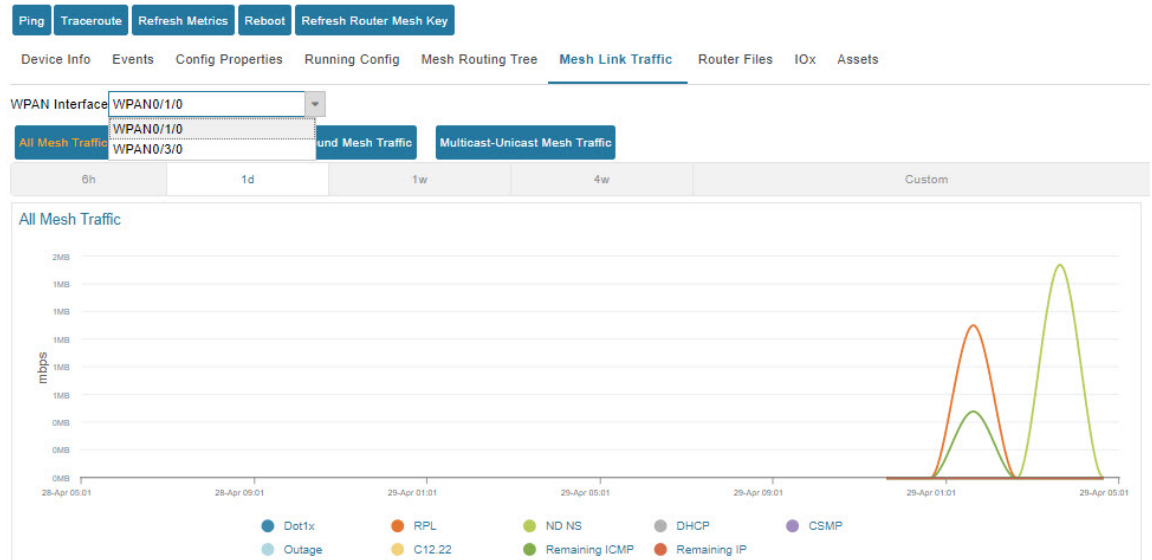 Ping Traceroute Refresh Metrics Reboot Refresh Router Mesh Key
Device Info Events Config Properties Running Config Mesh Routing Tree Mesh Link Traffic Router Files IOx Assets
WPAN Interface WPAN0/1/0
WPAN0/1/0
WPAN0/3/0
All Mesh Traffic und Mesh Traffic Multicast-Unicast Mesh Traffic
6h 1d 1w 4w Custom
All Mesh Traffic
2MB
1MB
1MB
1MB
1MB
1MB
0MB
0MB
0MB
mbps
28-Apr 05:01 28-Apr 09:01 29-Apr 01:01 29-Apr 05:01 29-Apr 09:01 29-Apr 01:01 29-Apr 05:01
Dot1x RPL ND NS DHCP CSMP
Outage C12.22 Remaining ICMP Remaining IP